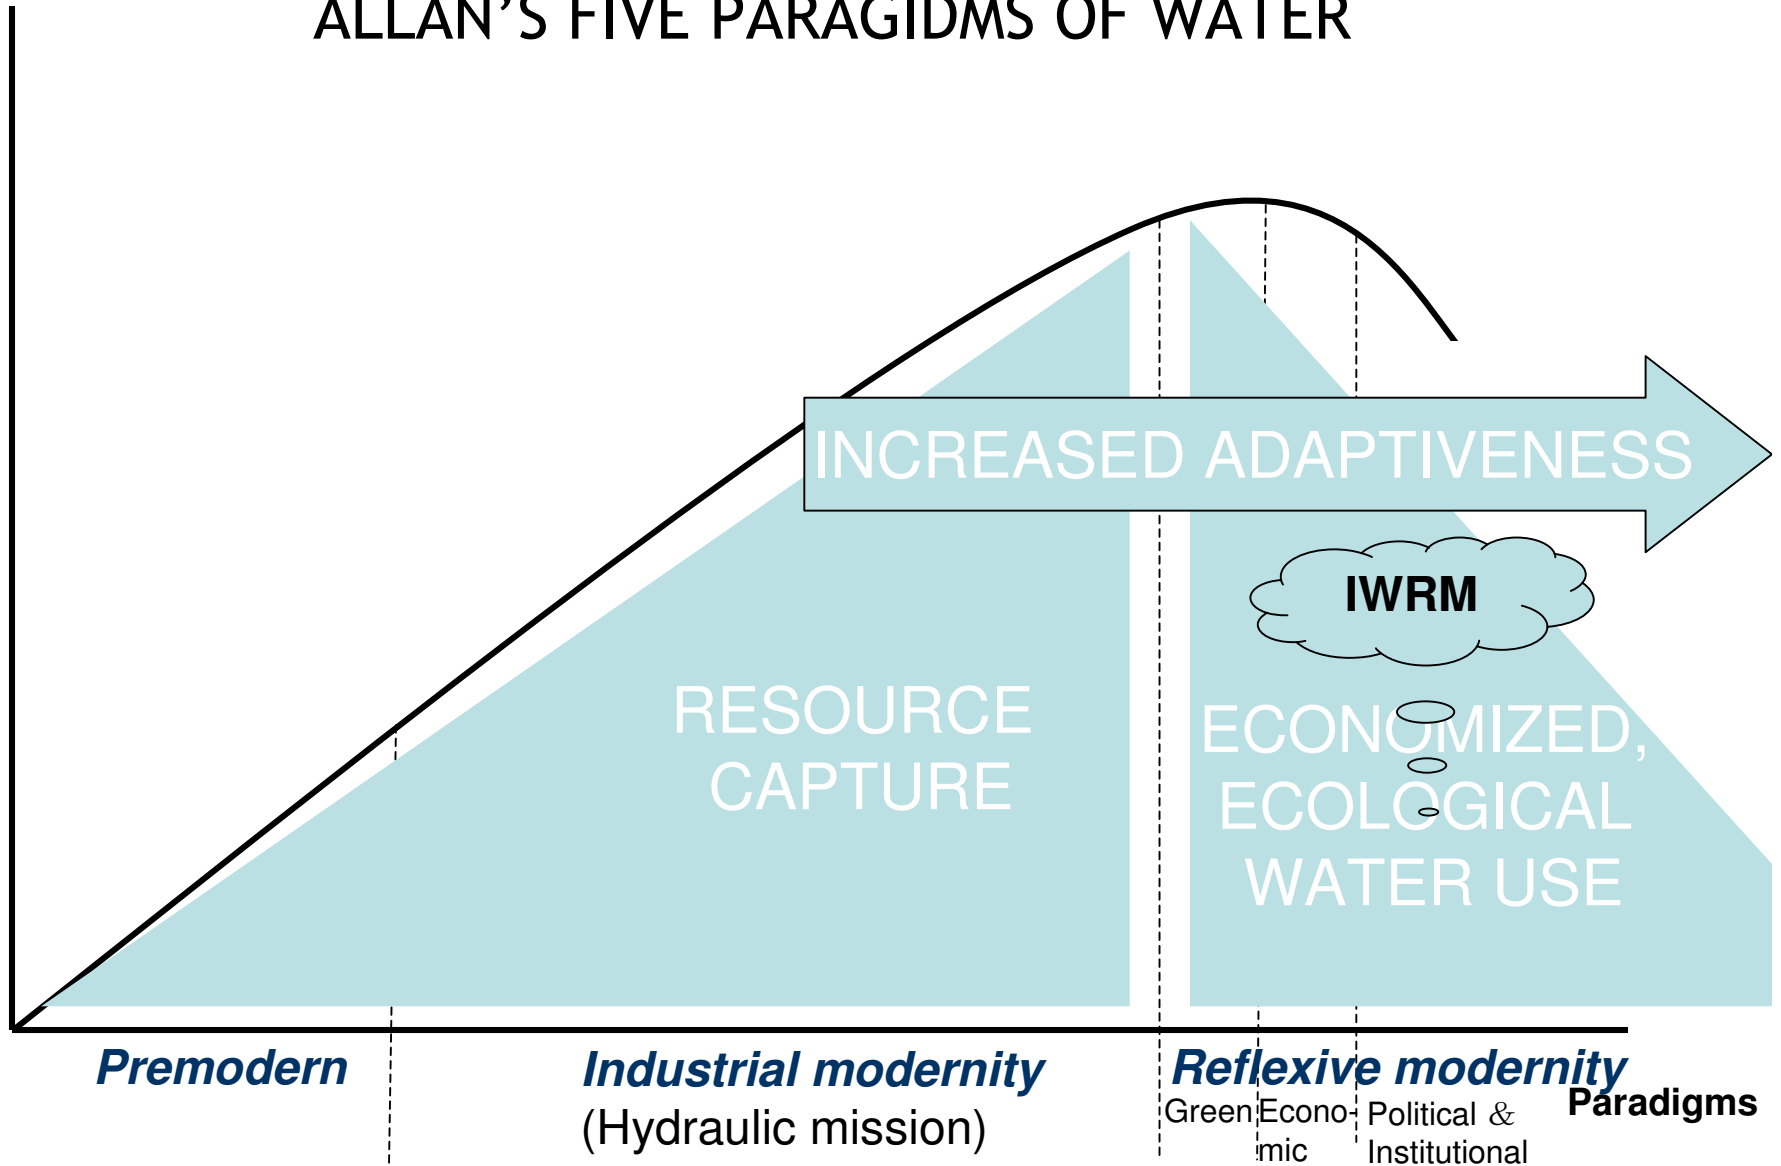 ALLAN’S FIVE PARAGIDMS OF WATER
INCREASED ADAPTIVENESS
IWRM
RESOURCE
CAPTURE
ECONOMIZED,
ECOLOGICAL
WATER USE
Premodern
Industrial modernity
(Hydraulic mission)
Reflexive modernity
Green
Econo-
mic
Political &
Institutional
Paradigms